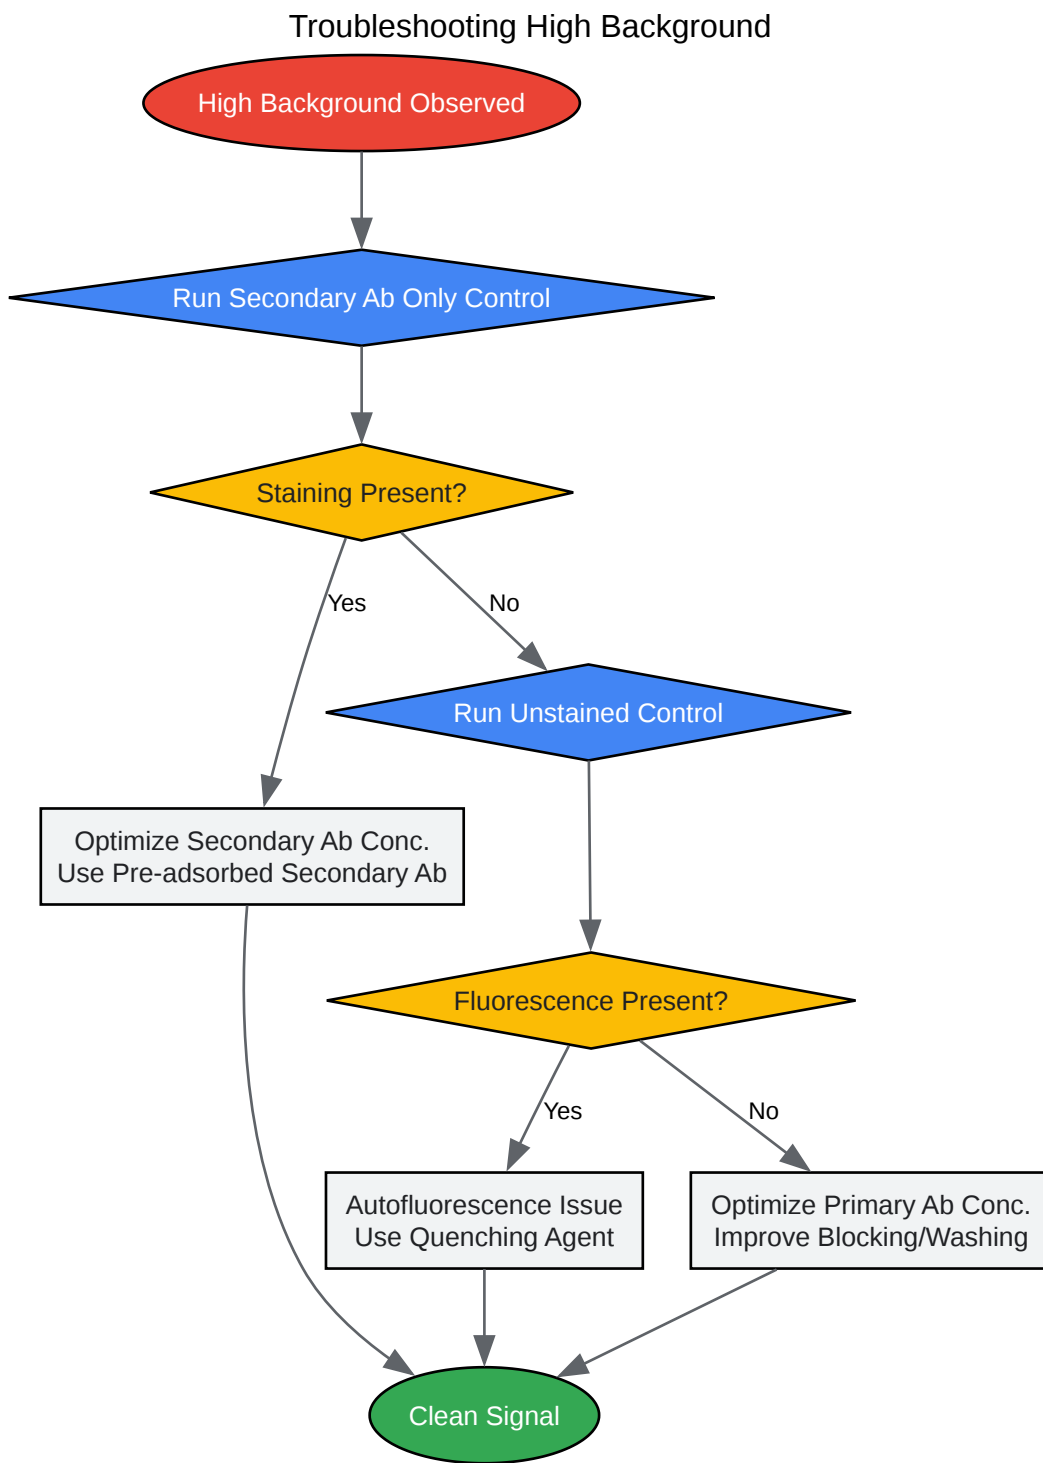 Troubleshooting High Background
High Background Observed
Run Secondary Ab Only Control
Staining Present?
Yes
No
Run Unstained Control
Optimize Secondary Ab Conc.
Use Pre-adsorbed Secondary Ab
Fluorescence Present?
Yes
No
Autofluorescence Issue
Use Quenching Agent
Optimize Primary Ab Conc.
Improve Blocking/Washing
Clean Signal